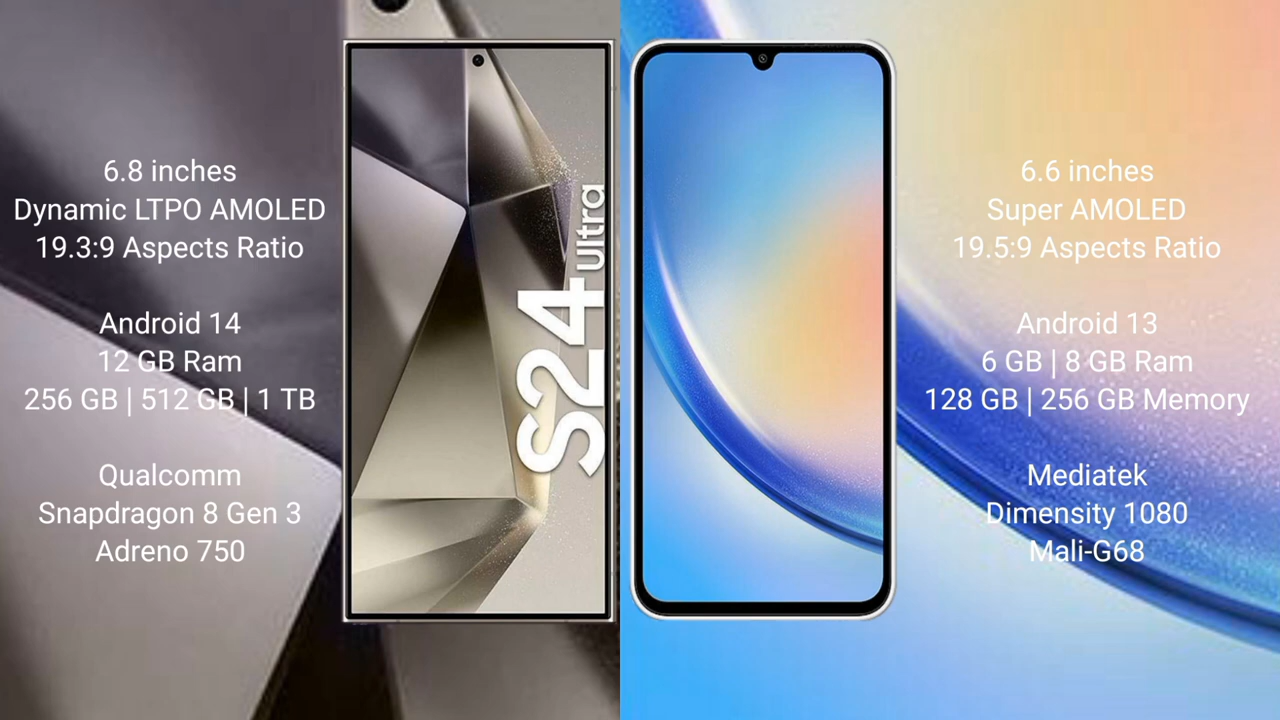 6.8 inches
Dynamic LTPO AMOLED
19.3:9 Aspects Ratio
Android 14
12 GB Ram
256 GB | 512 GB | 1 TB
Qualcomm
Snapdragon 8 Gen 3
Adreno 750
S24 Ultra
6.6 inches
Super AMOLED
19.5:9 Aspects Ratio
Android 13
6 GB | 8 GB Ram
128 GB | 256 GB Memory
Mediatek
Dimensity 1080
Mali-G68